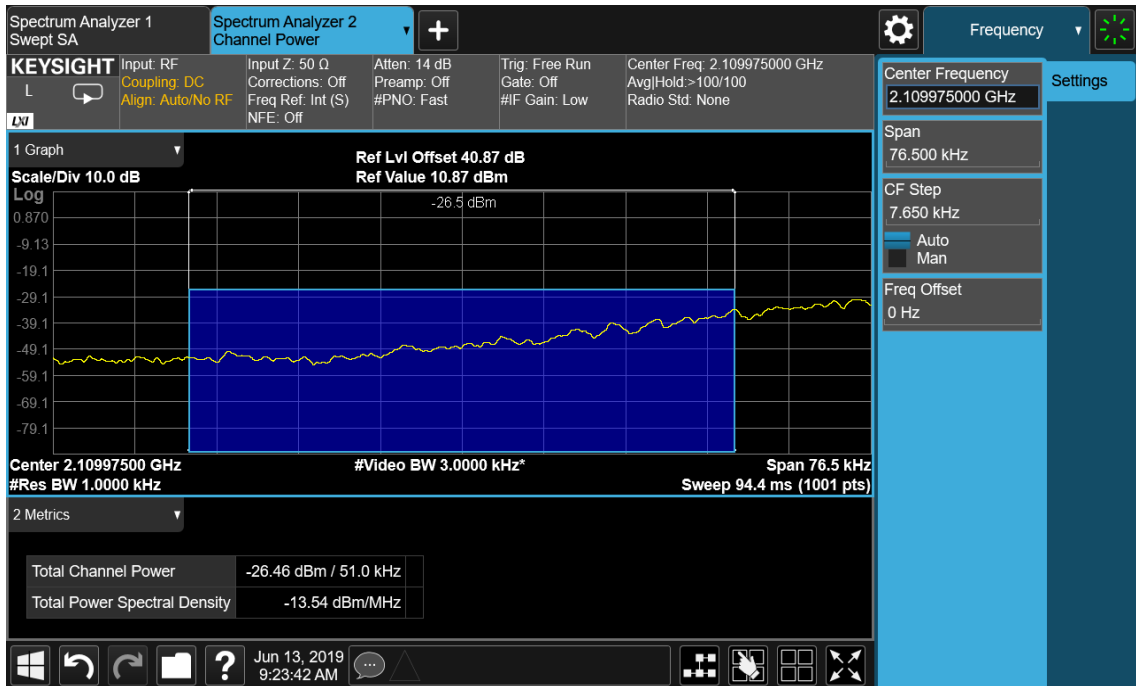 Spectrum Analyzer 1
Swept SA
Spectrum Analyzer 2
Channel Power
Frequency
KEYSIGHT
L
LXI
Input: RF
Coupling: DC
Align: Auto/No RF
Input Z: 50 Ω
Corrections: Off
Freq Ref: Int (S)
NFE: Off
Atten: 14 dB
Preamp: Off
#PNO: Fast
Trig: Free Run
Gate: Off
#IF Gain: Low
Center Freq: 2.109975000 GHz
Avg|Hold:>100/100
Radio Std: None
Center Frequency
2.109975000 GHz
Settings
Span
76.500 kHz
CF Step
7.650 kHz
Auto
Man
Freq Offset
0 Hz
1 Graph
Scale/Div 10.0 dB
Ref Lvl Offset 40.87 dB
Ref Value 10.87 dBm
Log
-26.5 dBm
0.870
-9.13
-19.1
-29.1
-39.1
-49.1
-59.1
-69.1
-79.1
Center 2.10997500 GHz
#Video BW 3.0000 kHz*
Span 76.5 kHz
#Res BW 1.0000 kHz
Sweep 94.4 ms (1001 pts)
2 Metrics
Total Channel Power -26.46 dBm / 51.0 kHz
Total Power Spectral Density -13.54 dBm/MHz
?
Jun 13, 2019
9:23:42 AM